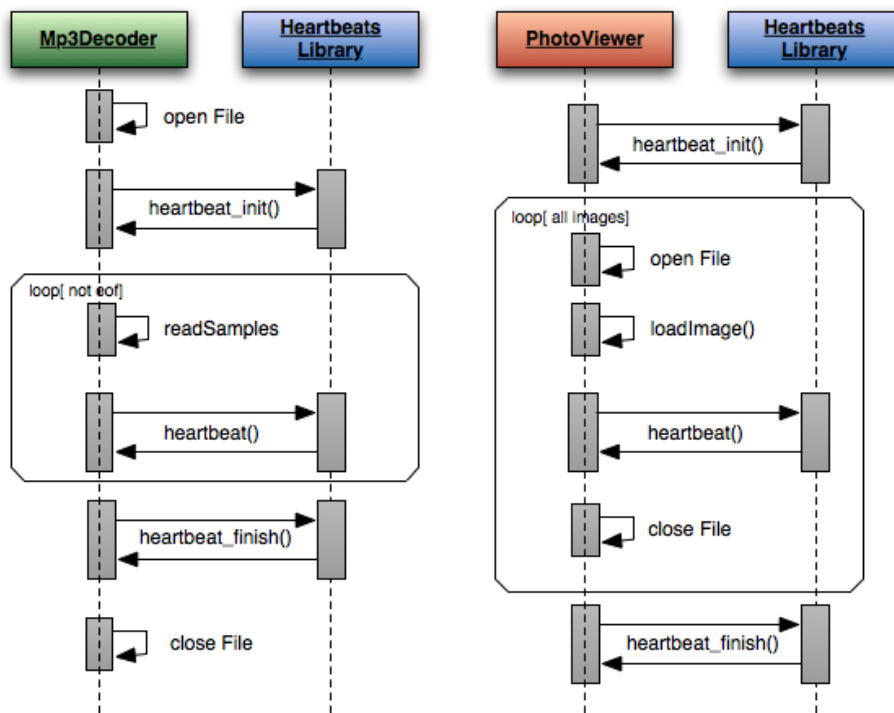 Mp3Decoder
Heartbeats
Library
open File
heartbeat_init()
loop[ not eof]
readSamples
heartbeat()
heartbeat_finish()
close File
PhotoViewer
Heartbeats
Library
heartbeat_init()
loop[ all images]
open File
loadImage()
heartbeat()
close File
heartbeat_finish()